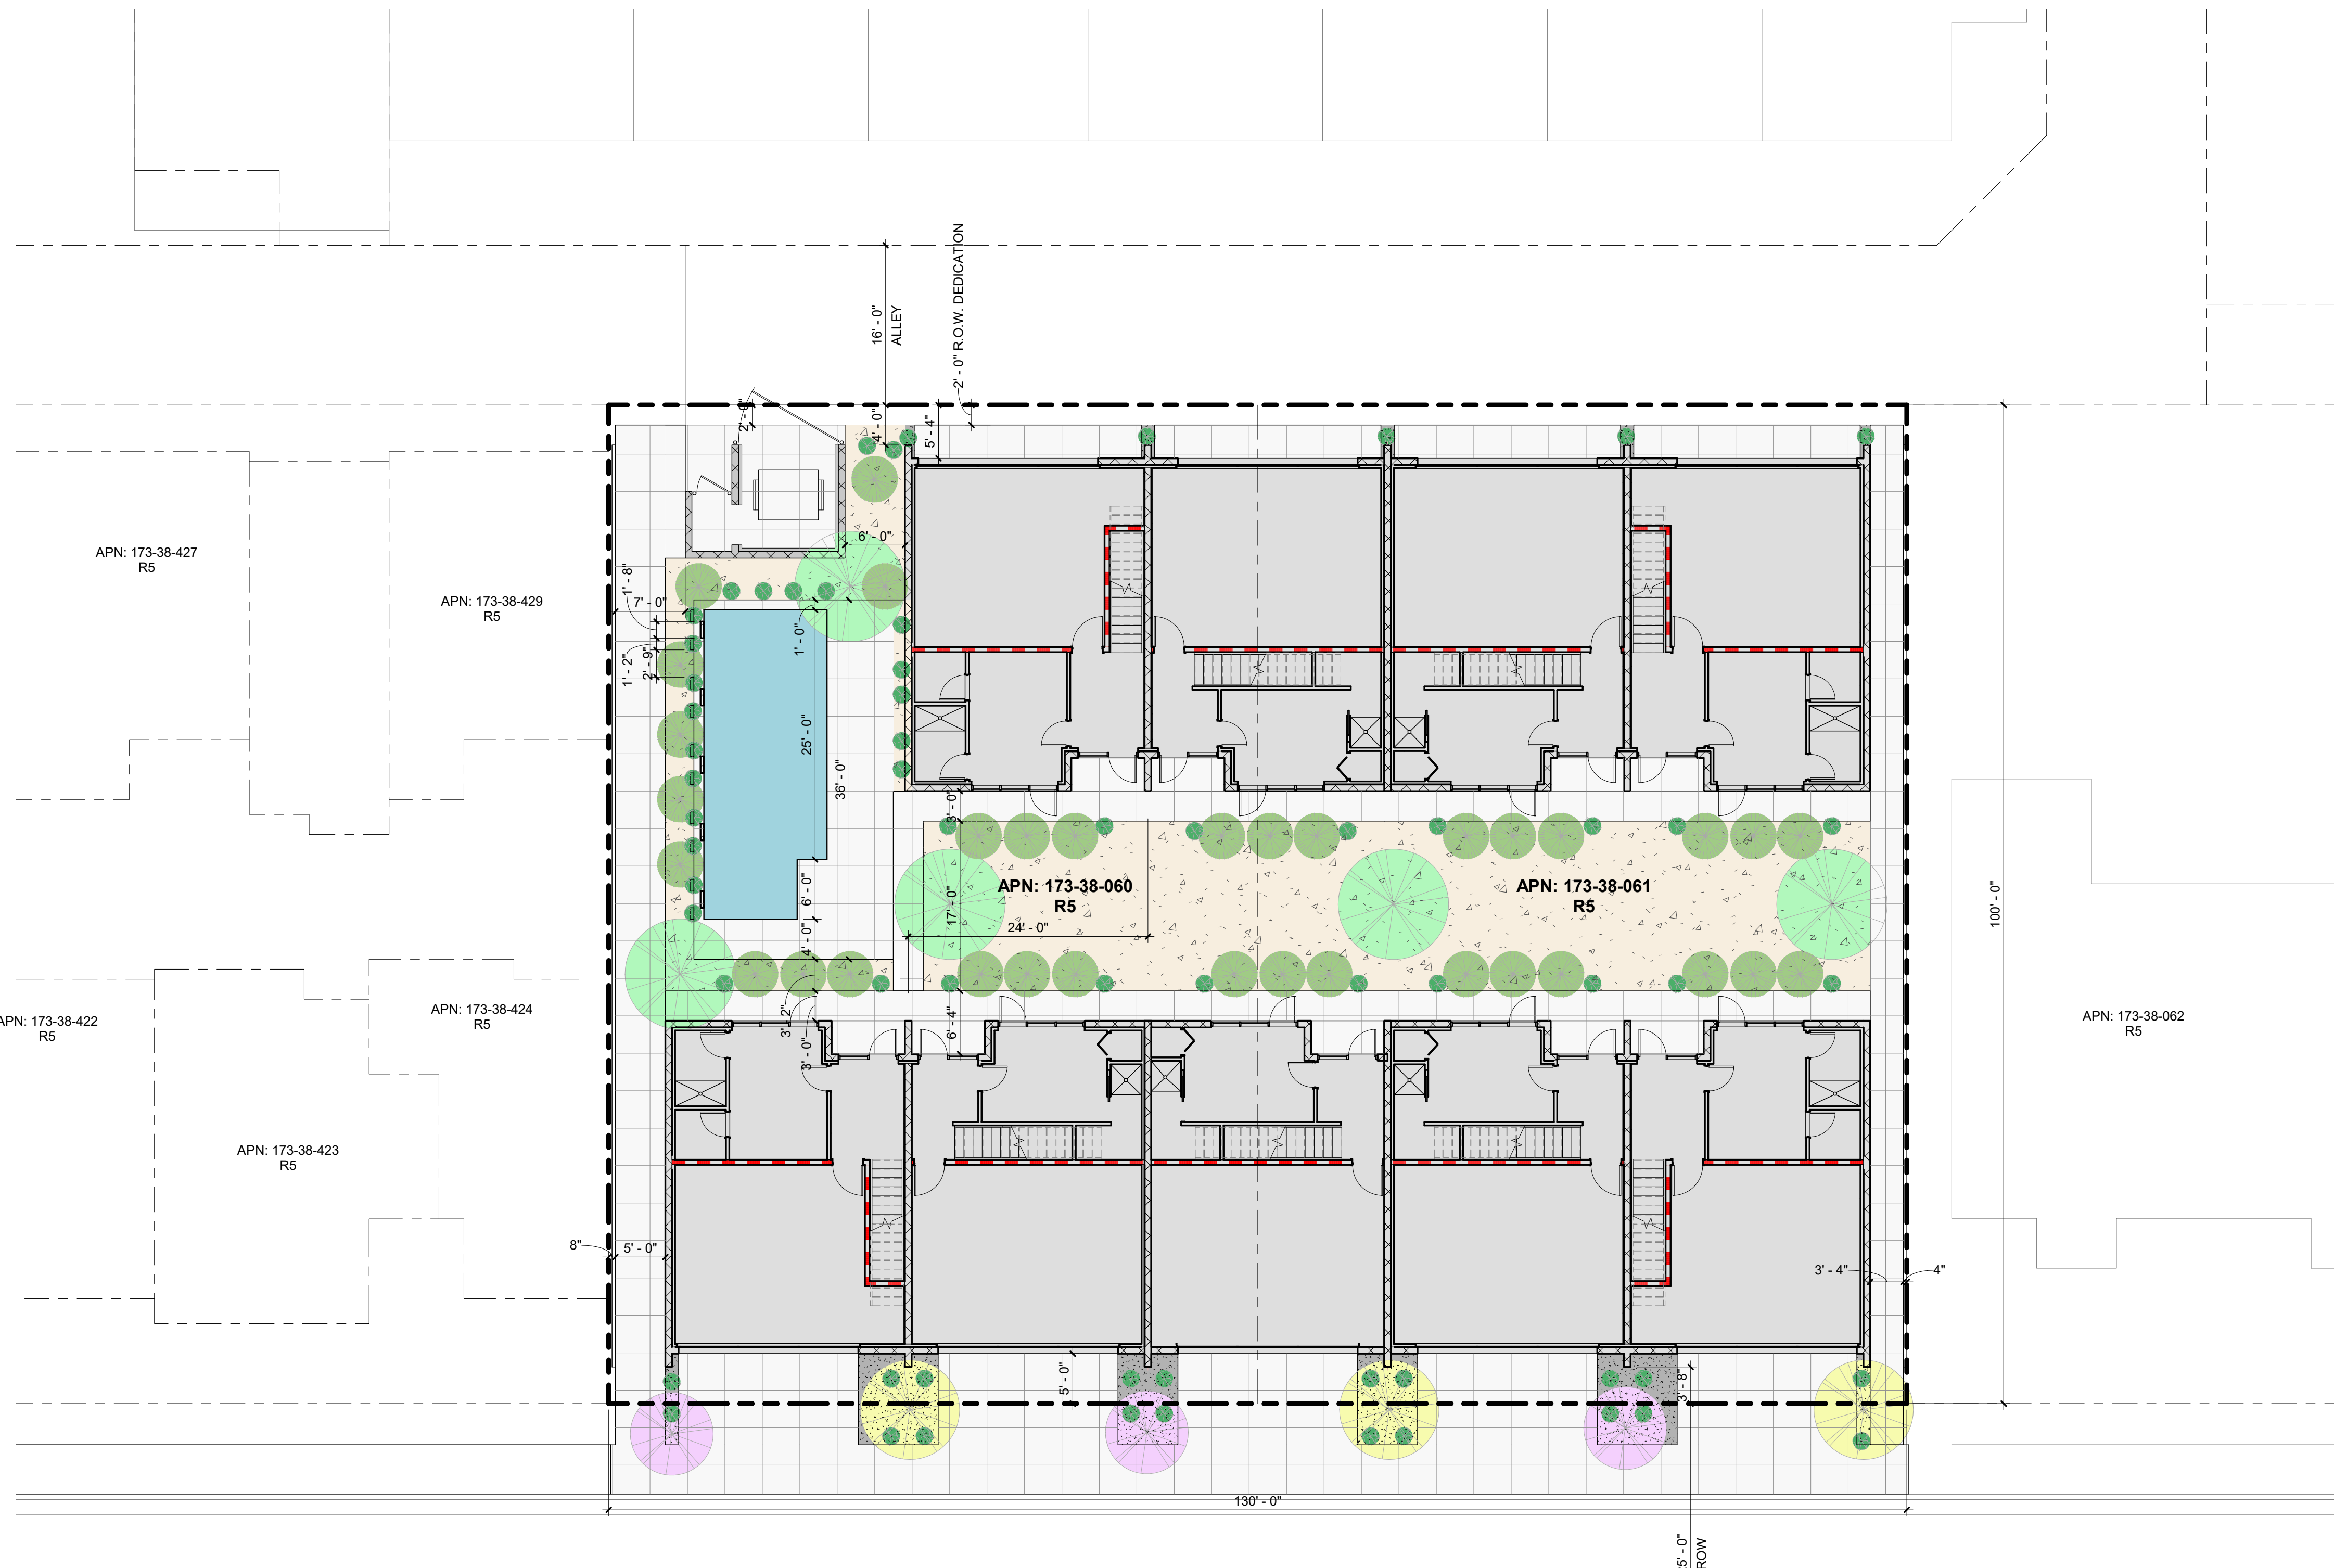 2' - 0" R.O.W. DEDICATION
16' - 0"
ALLEY
2' - 0"
4' - 0"
5' - 4"
APN: 173-38-427
R5
APN: 173-38-429
R5
6' - 0"
1' - 8"
7' - 0"
1' - 2"
2' - 9"
1' - 0"
25' - 0"
36' - 0"
3' - 0"
APN: 173-38-060
R5
APN: 173-38-061
R5
6' - 0"
17' - 0"
24' - 0"
4' - 0"
100' - 0"
APN: 173-38-422
R5
APN: 173-38-424
R5
3' - 2"
3' - 0"
6' - 4"
APN: 173-38-062
R5
APN: 173-38-423
R5
8"
5' - 0"
3' - 4"
4"
5' - 0"
3' - 8"
130' - 0"
5' - 0"
ROW